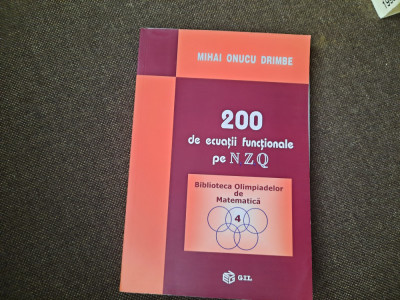 MIHAI ONUCU DRIMBE
200
de ecuații funcționale
pe ℕ ℤ ℚ
Biblioteca Olimpiadelor
de
Matematică
4
GIL